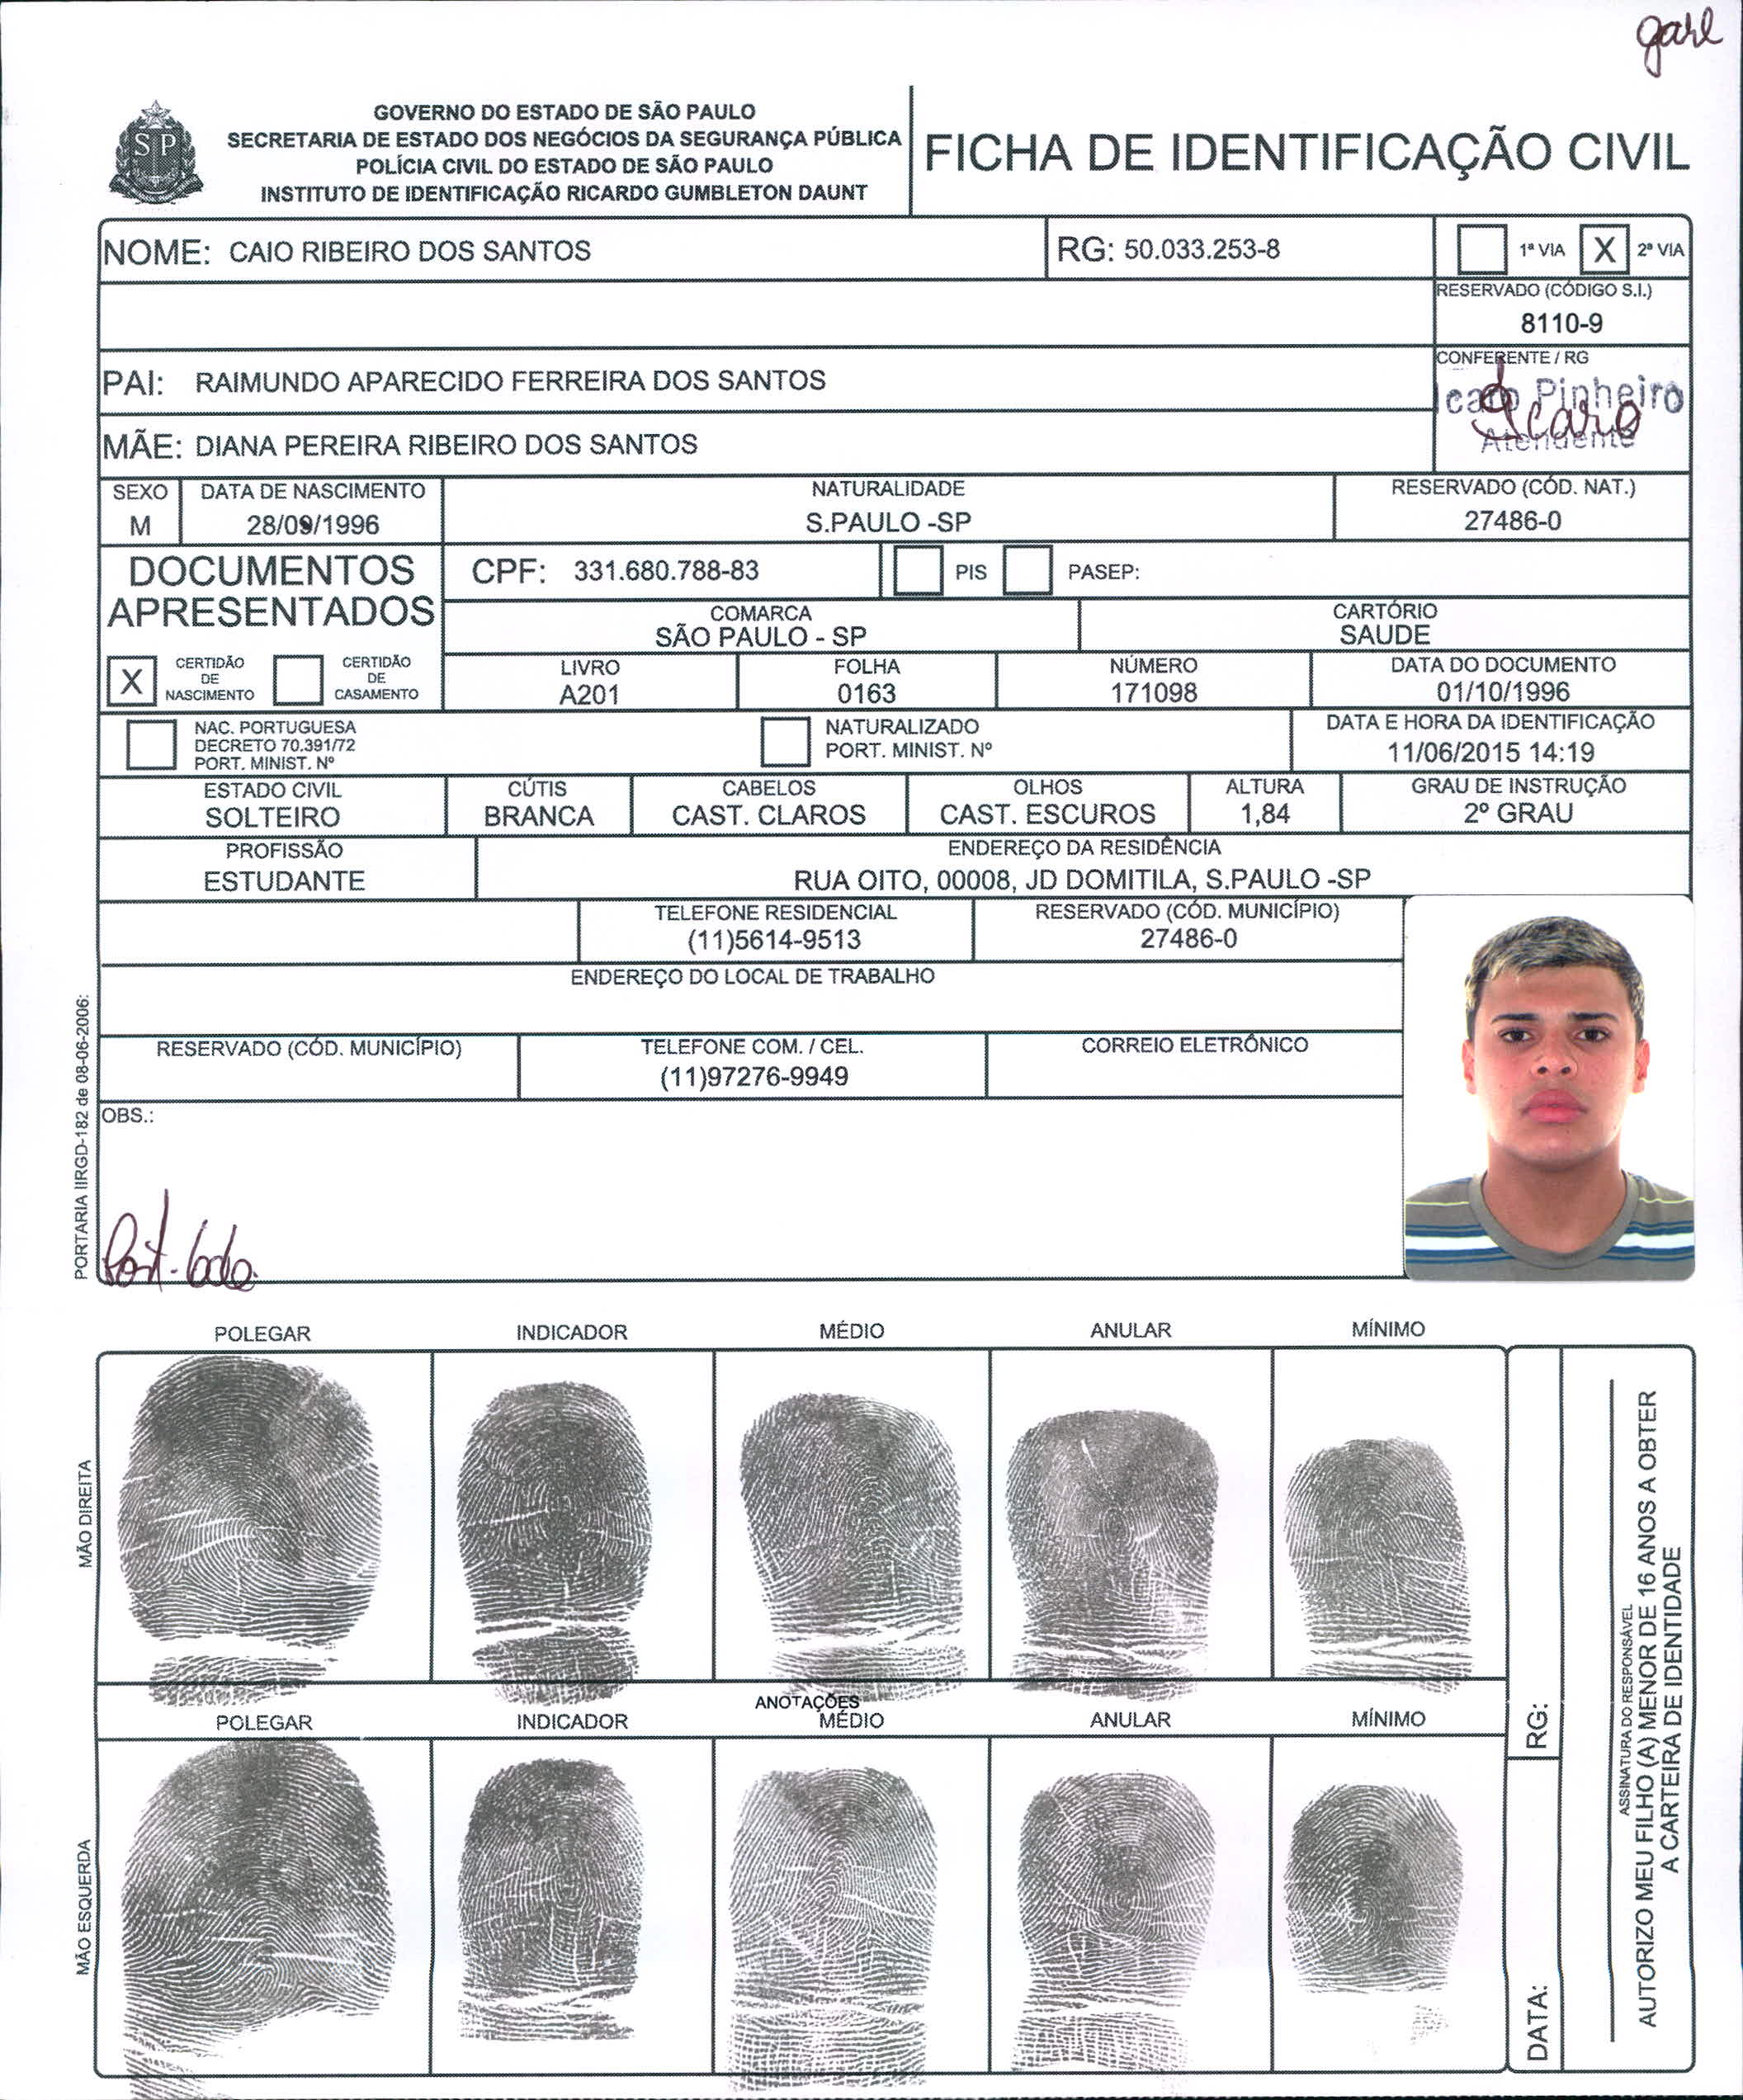 garl
GOVERNO DO ESTADO DE SÃO PAULO
SECRETARIA DE ESTADO DOS NEGÓCIOS DA SEGURANÇA PÚBLICA
POLÍCIA CIVIL DO ESTADO DE SÃO PAULO
INSTITUTO DE IDENTIFICAÇÃO RICARDO GUMBLETON DAUNT
SP
FICHA DE IDENTIFICAÇÃO CIVIL
NOME: CAIO RIBEIRO DOS SANTOS
RG: 50.033.253-8
1ª VIA X 2ª VIA
RESERVADO (CÓDIGO S.I.)
8110-9
PAI: RAIMUNDO APARECIDO FERREIRA DOS SANTOS
CONFERENTE / RG
Icaro Pinheiro
Icaro
Atendente
MÃE: DIANA PEREIRA RIBEIRO DOS SANTOS
SEXO DATA DE NASCIMENTO NATURALIDADE RESERVADO (CÓD. NAT.)
M 28/09/1996 S.PAULO -SP 27486-0
DOCUMENTOS
APRESENTADOS
CPF: 331.680.788-83 PIS PASEP:
COMARCA CARTÓRIO
SÃO PAULO - SP SAUDE
X CERTIDÃO
DE
NASCIMENTO
CERTIDÃO
DE
CASAMENTO
LIVRO FOLHA NÚMERO DATA DO DOCUMENTO
A201 0163 171098 01/10/1996
NAC. PORTUGUESA
DECRETO 70.391/72
PORT. MINIST. Nº
NATURALIZADO
PORT. MINIST. Nº
DATA E HORA DA IDENTIFICAÇÃO
11/06/2015 14:19
ESTADO CIVIL CÚTIS CABELOS OLHOS ALTURA GRAU DE INSTRUÇÃO
SOLTEIRO BRANCA CAST. CLAROS CAST. ESCUROS 1,84 2º GRAU
PROFISSÃO ENDEREÇO DA RESIDÊNCIA
ESTUDANTE RUA OITO, 00008, JD DOMITILA, S.PAULO -SP
TELEFONE RESIDENCIAL RESERVADO (CÓD. MUNICÍPIO)
(11)5614-9513 27486-0
ENDEREÇO DO LOCAL DE TRABALHO
RESERVADO (CÓD. MUNICÍPIO) TELEFONE COM. / CEL. CORREIO ELETRÔNICO
(11)97276-9949
OBS.:
PORTARIA IIRGD-182 de 08-06-2006:
POLEGAR INDICADOR MÉDIO ANULAR MÍNIMO
MÃO DIREITA
ANOTAÇÕES
POLEGAR INDICADOR MÉDIO ANULAR MÍNIMO
MÃO ESQUERDA
RG:
DATA:
ASSINATURA DO RESPONSÁVEL
AUTORIZO MEU FILHO (A) MENOR DE 16 ANOS A OBTER
A CARTEIRA DE IDENTIDADE